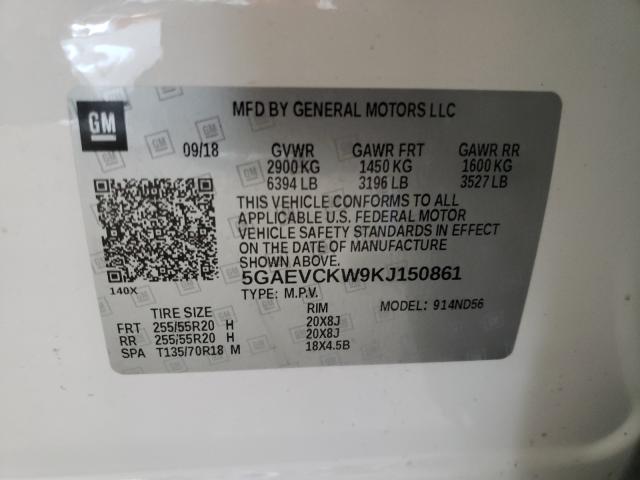 GM
MFD BY GENERAL MOTORS LLC
09/18 GVWR GAWR FRT GAWR RR
2900 KG 1450 KG 1600 KG
6394 LB 3196 LB 3527 LB
THIS VEHICLE CONFORMS TO ALL
APPLICABLE U.S. FEDERAL MOTOR
VEHICLE SAFETY STANDARDS IN EFFECT
ON THE DATE OF MANUFACTURE
SHOWN ABOVE.
140X
5GAEVCKW9KJ150861
TYPE: M.P.V. MODEL: 914ND56
TIRE SIZE RIM
FRT 255/55R20 H 20X8J
RR 255/55R20 H 20X8J
SPA T135/70R18 M 18X4.5B